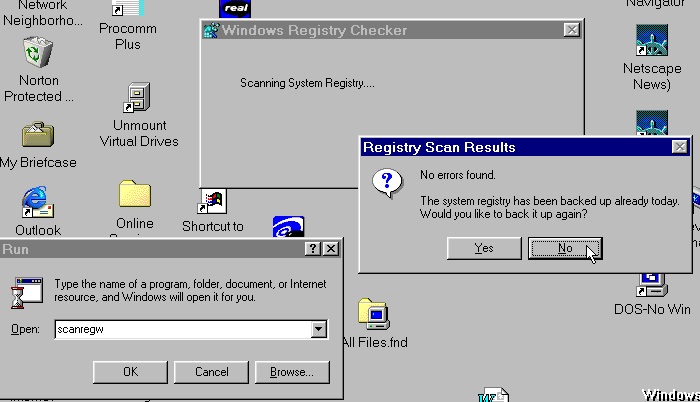 Network
Neighborho...
Procomm
Plus
real
Norton
Protected ...
Unmount
Virtual Drives
My Briefcase
Outlook
Online
Shortcut to
Windows Registry Checker
Scanning System Registry....
Navigator
Netscape
News)
Registry Scan Results
No errors found.
The system registry has been backed up already today.
Would you like to back it up again?
Yes
No
Run
Type the name of a program, folder, document, or Internet
resource, and Windows will open it for you.
Open:
scanregw
OK
Cancel
Browse...
All Files.fnd
DOS-No Win
Windows